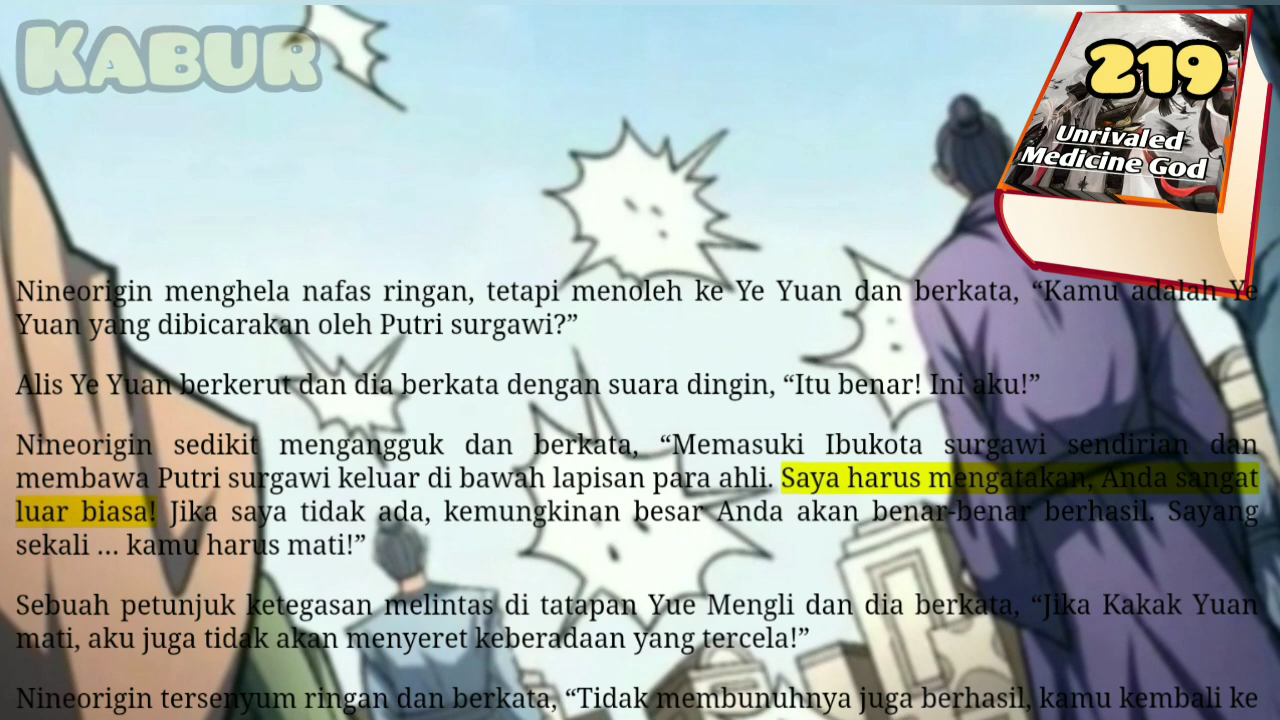 KABUR
219
Unrivaled
Medicine God
Nineorigin menghela nafas ringan, tetapi menoleh ke Ye Yuan dan berkata, “Kamu adalah Ye
Yuan yang dibicarakan oleh Putri surgawi?”
Alis Ye Yuan berkerut dan dia berkata dengan suara dingin, “Itu benar! Ini aku!”
Nineorigin sedikit mengangguk dan berkata, “Memasuki Ibukota surgawi sendirian dan
membawa Putri surgawi keluar di bawah lapisan para ahli. Saya harus mengatakan, Anda sangat
luar biasa! Jika saya tidak ada, kemungkinan besar Anda akan benar-benar berhasil. Sayang
sekali ... kamu harus mati!”
Sebuah petunjuk ketegasan melintas di tatapan Yue Mengli dan dia berkata, “Jika Kakak Yuan
mati, aku juga tidak akan menyeret keberadaan yang tercela!”
Nineorigin tersenyum ringan dan berkata, “Tidak membunuhnya juga berhasil, kamu kembali ke